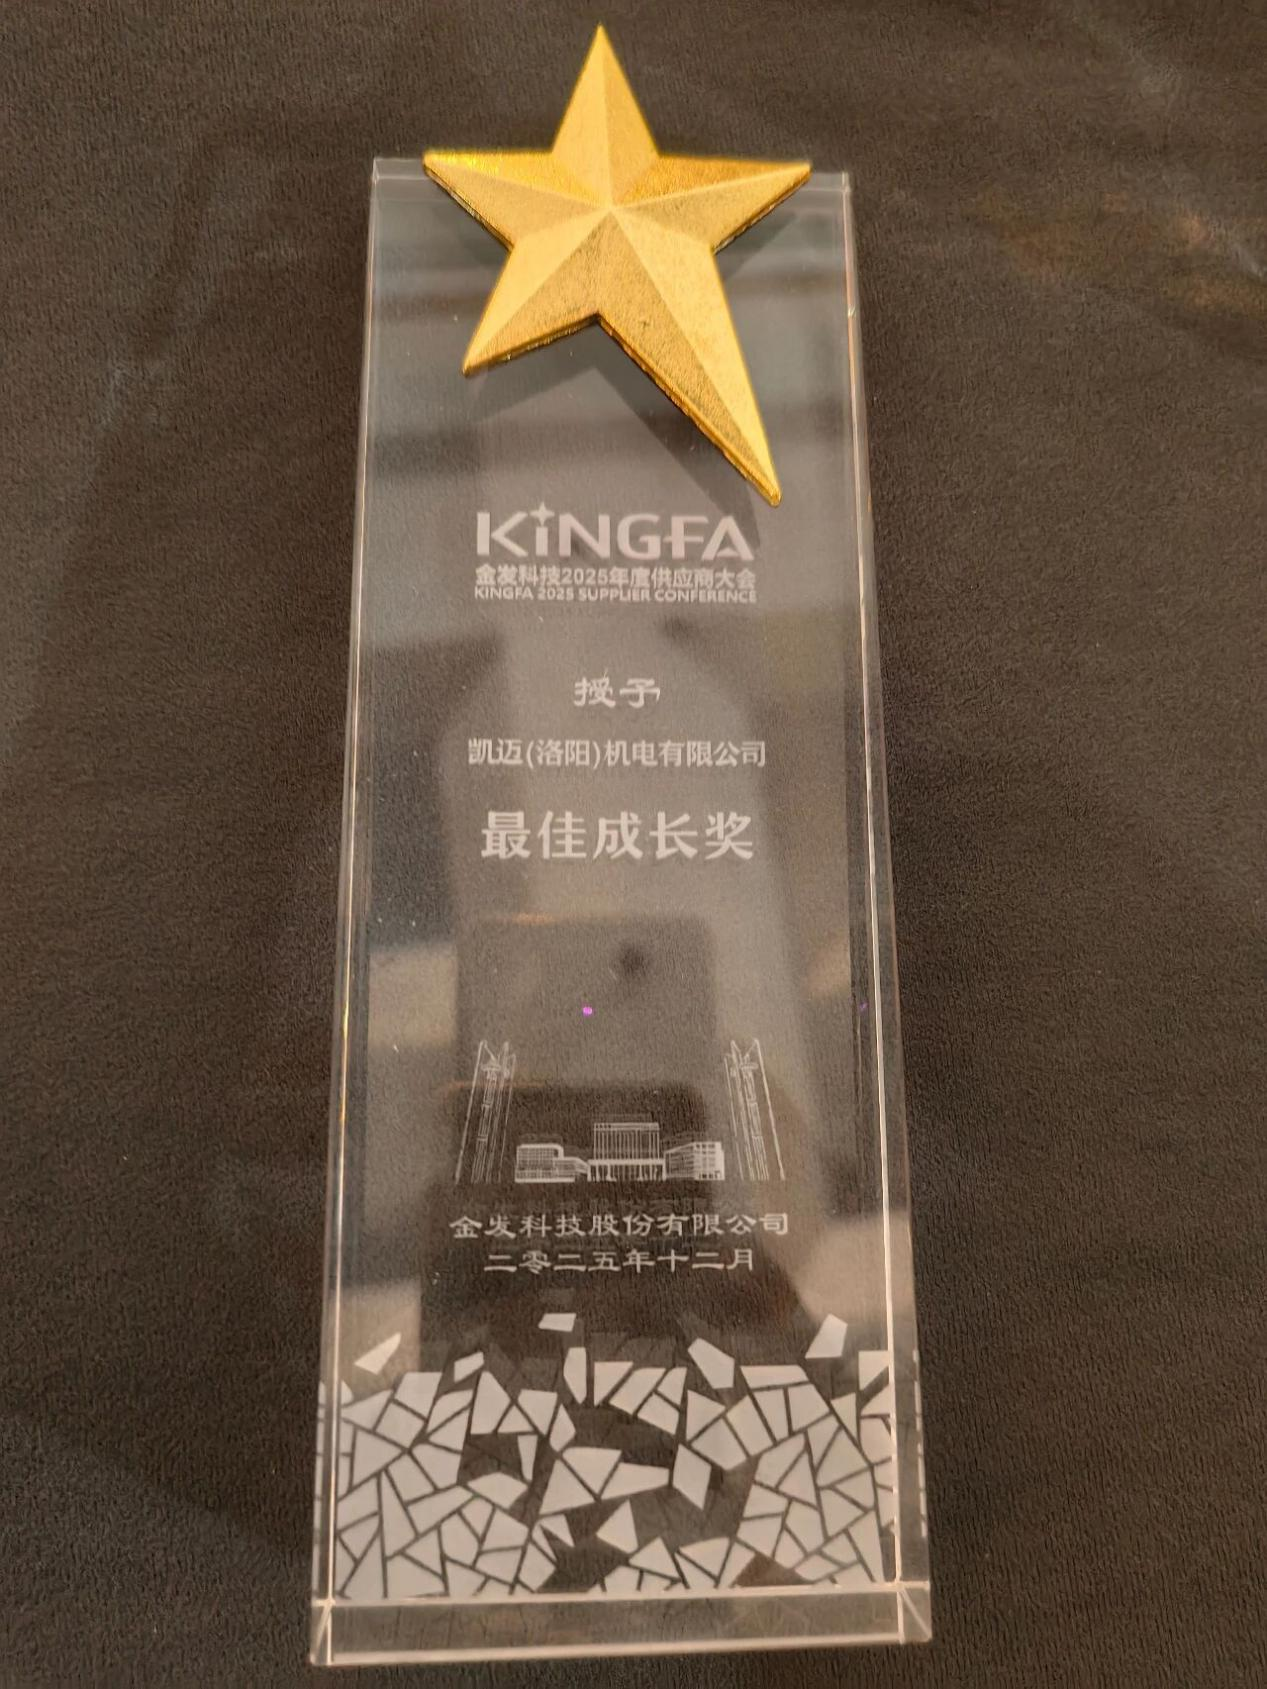 KINGFA
金发科技2025年度供应商大会
KINGFA 2025 SUPPLIER CONFERENCE
授予
凯迈(洛阳)机电有限公司
最佳成长奖
金发科技股份有限公司
二零二五年十二月